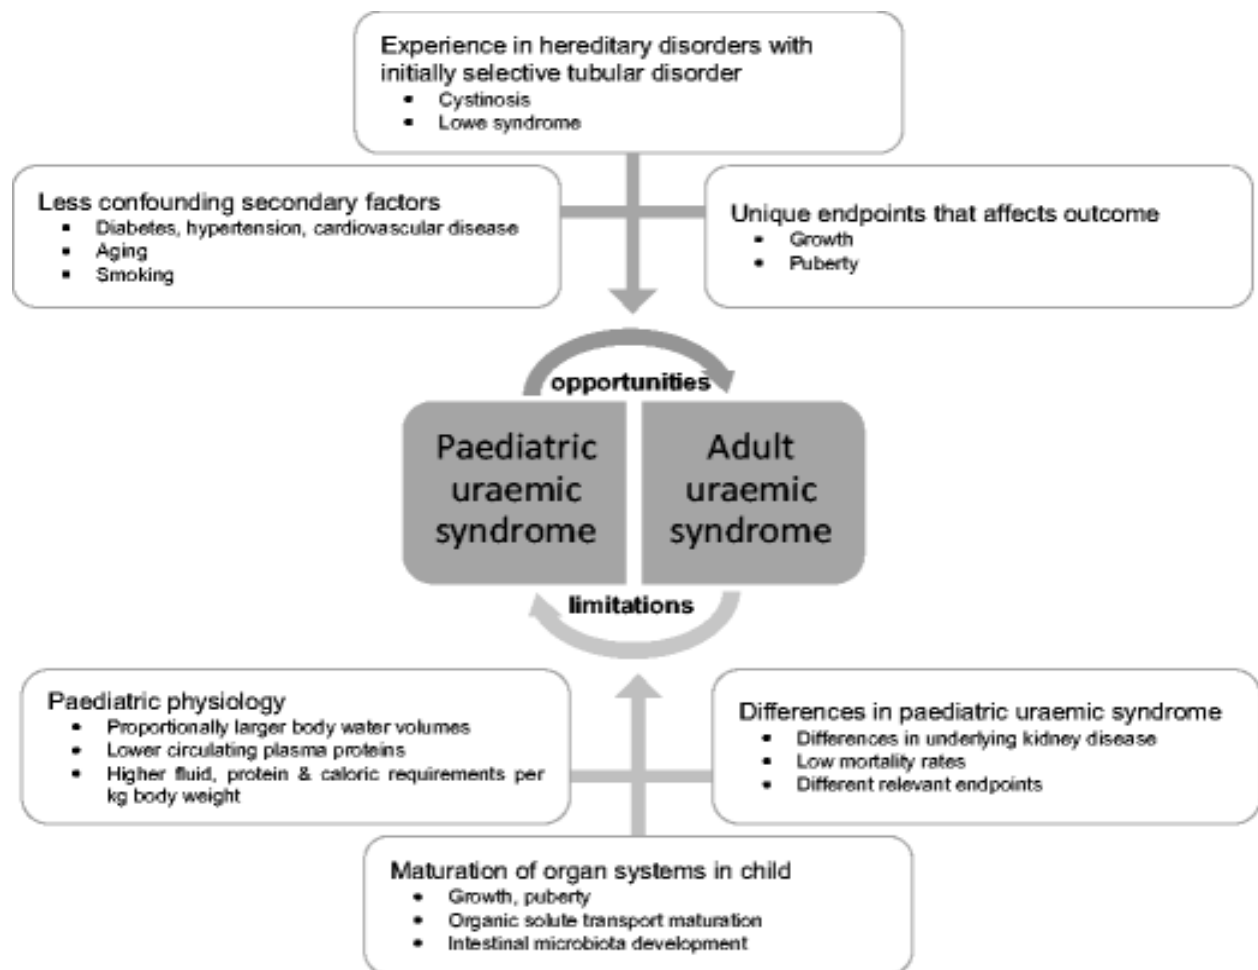 Experience in hereditary disorders with
initially selective tubular disorder
• Cystinosis
• Lowe syndrome
Less confounding secondary factors
▪ Diabetes, hypertension, cardiovascular disease
▪ Aging
▪ Smoking
Unique endpoints that affects outcome
• Growth
• Puberty
opportunities
Paediatric
uraemic
syndrome
Adult
uraemic
syndrome
limitations
Paediatric physiology
• Proportionally larger body water volumes
• Lower circulating plasma proteins
• Higher fluid, protein & caloric requirements per
kg body weight
Differences in paediatric uraemic syndrome
• Differences in underlying kidney disease
• Low mortality rates
• Different relevant endpoints
Maturation of organ systems in child
• Growth, puberty
• Organic solute transport maturation
• Intestinal microbiota development